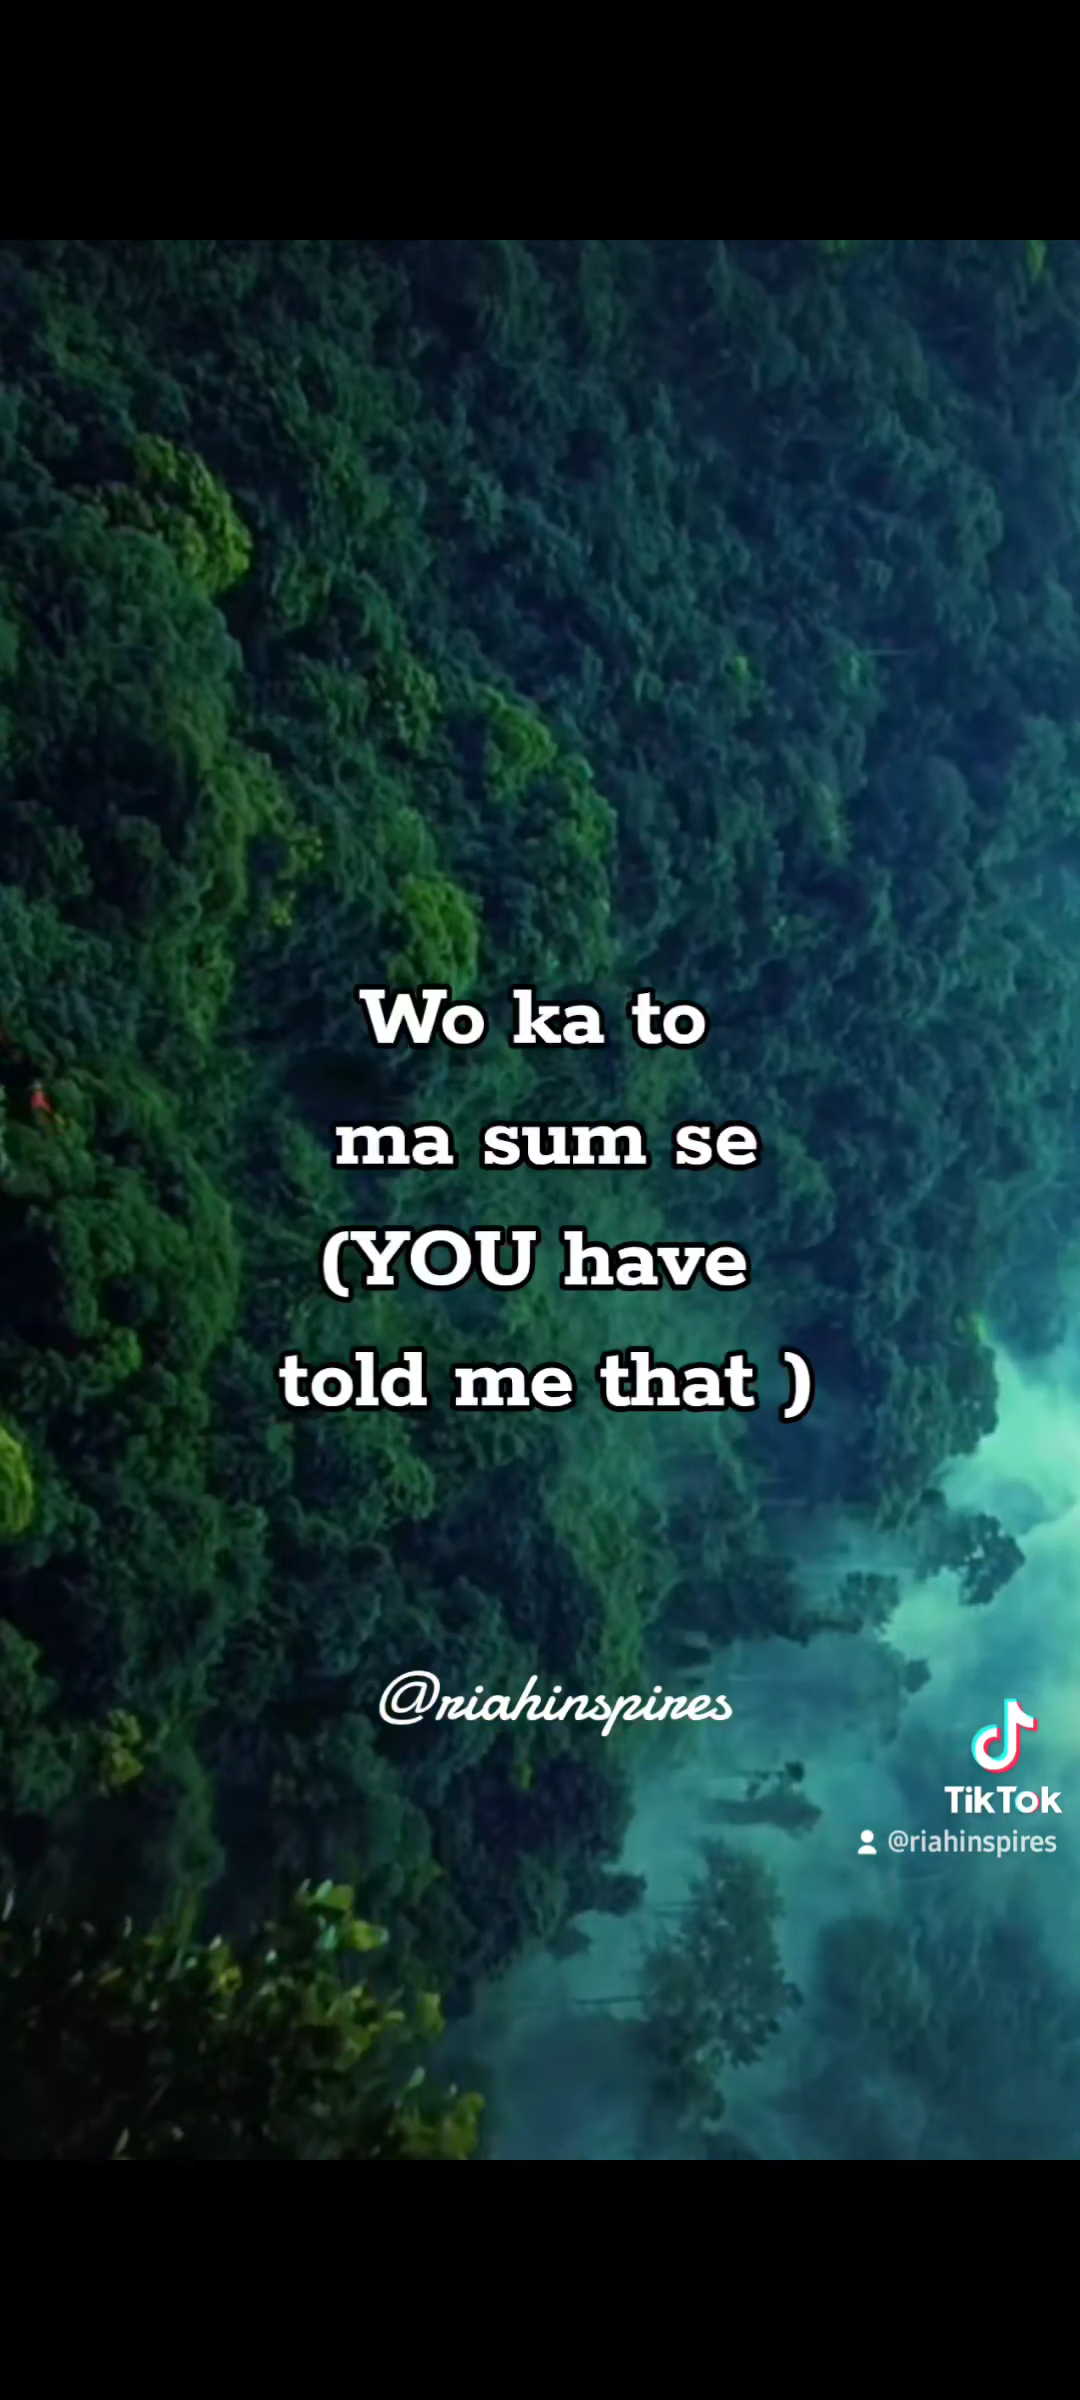 Wo ka to
ma sum se
(YOU have
told me that )
@riahinspires
TikTok
@riahinspires